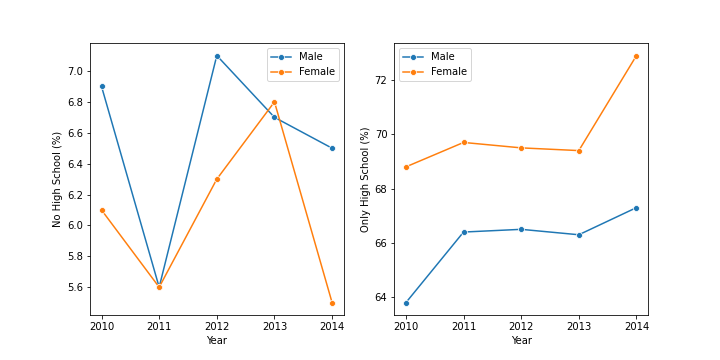 No High School (%)
7.0
6.8
6.6
6.4
6.2
6.0
5.8
5.6
2010 2011 2012 2013 2014
Year
Male
Female
Only High School (%)
72
70
68
66
64
2010 2011 2012 2013 2014
Year
Male
Female